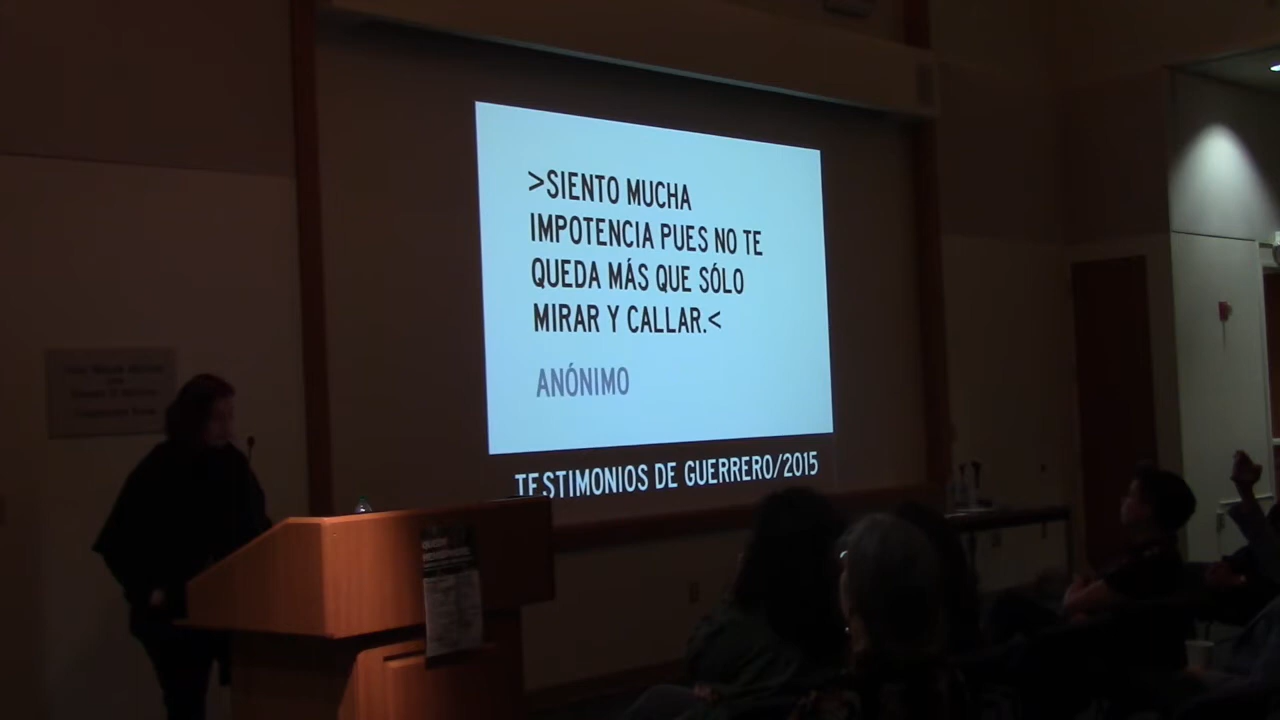 >SIENTO MUCHA
IMPOTENCIA PUES NO TE
QUEDA MÁS QUE SÓLO
MIRAR Y CALLAR.<
ANÓNIMO
TESTIMONIOS DE GUERRERO/2015